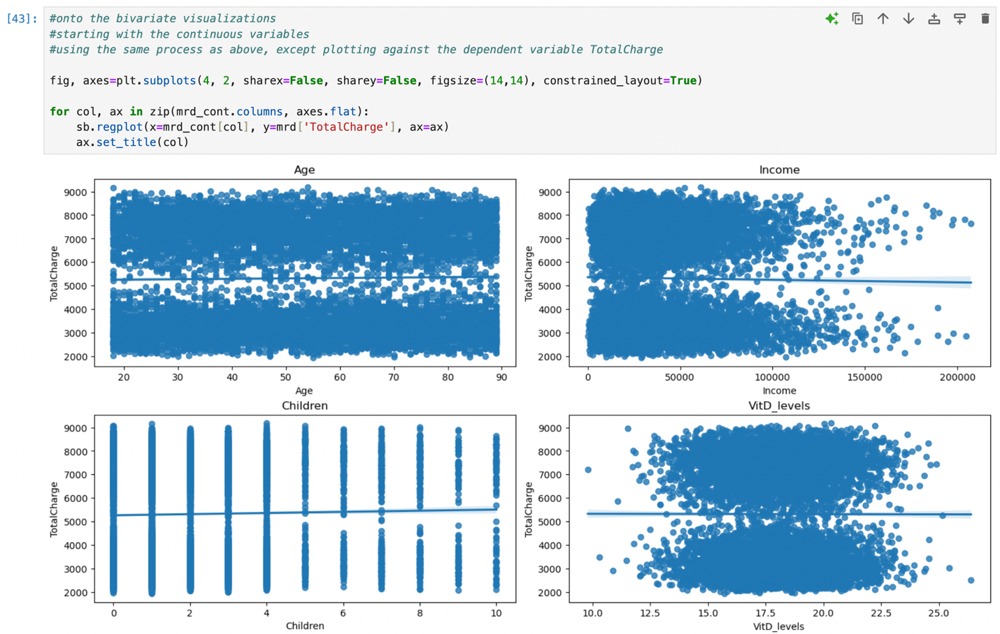 [43]:
#onto the bivariate visualizations
#starting with the continuous variables
#using the same process as above, except plotting against the dependent variable TotalCharge
fig, axes=plt.subplots(4, 2, sharex=False, sharey=False, figsize=(14,14), constrained_layout=True)
for col, ax in zip(mrd_cont.columns, axes.flat):
    sb.regplot(x=mrd_cont[col], y=mrd['TotalCharge'], ax=ax)
    ax.set_title(col)
Age
TotalCharge
9000
8000
7000
6000
5000
4000
3000
2000
20 30 40 50 60 70 80 90
Age
Income
TotalCharge
9000
8000
7000
6000
5000
4000
3000
2000
0 50000 100000 150000 200000
Income
Children
TotalCharge
9000
8000
7000
6000
5000
4000
3000
2000
0 2 4 6 8 10
Children
VitD_levels
TotalCharge
9000
8000
7000
6000
5000
4000
3000
2000
10.0 12.5 15.0 17.5 20.0 22.5 25.0
VitD_levels